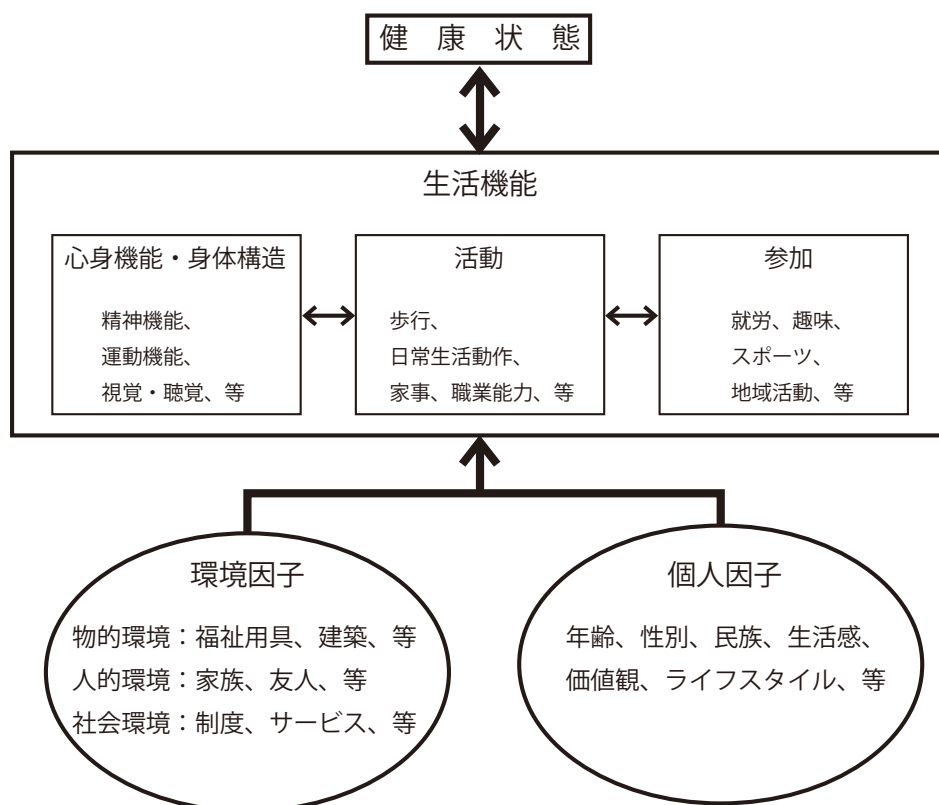 健 康 状 態
生活機能
心身機能・身体構造
精神機能、
運動機能、
視覚・聴覚、等
活動
歩行、
日常生活動作、
家事、職業能力、等
参加
就労、趣味、
スポーツ、
地域活動、等
環境因子
物的環境：福祉用具、建築、等
人的環境：家族、友人、等
社会環境：制度、サービス、等
個人因子
年齢、性別、民族、生活感、
価値観、ライフスタイル、等